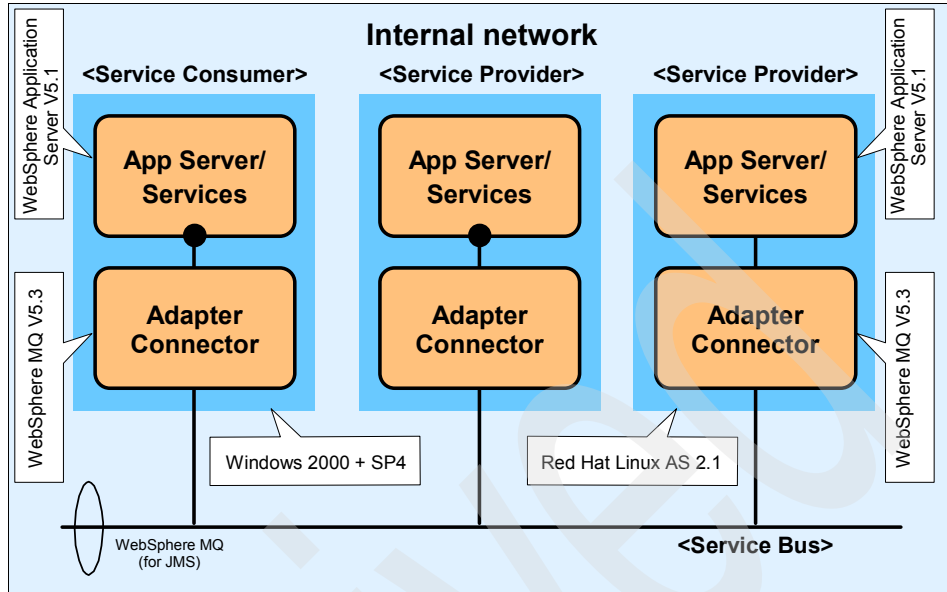 Internal network
<Service Consumer>
<Service Provider>
<Service Provider>
WebSphere Application
Server V5.1
App Server/
Services
App Server/
Services
App Server/
Services
WebSphere Application
Server V5.1
WebSphere MQ V5.3
Adapter
Connector
Adapter
Connector
Adapter
Connector
WebSphere MQ V5.3
Windows 2000 + SP4
Red Hat Linux AS 2.1
WebSphere MQ
(for JMS)
<Service Bus>